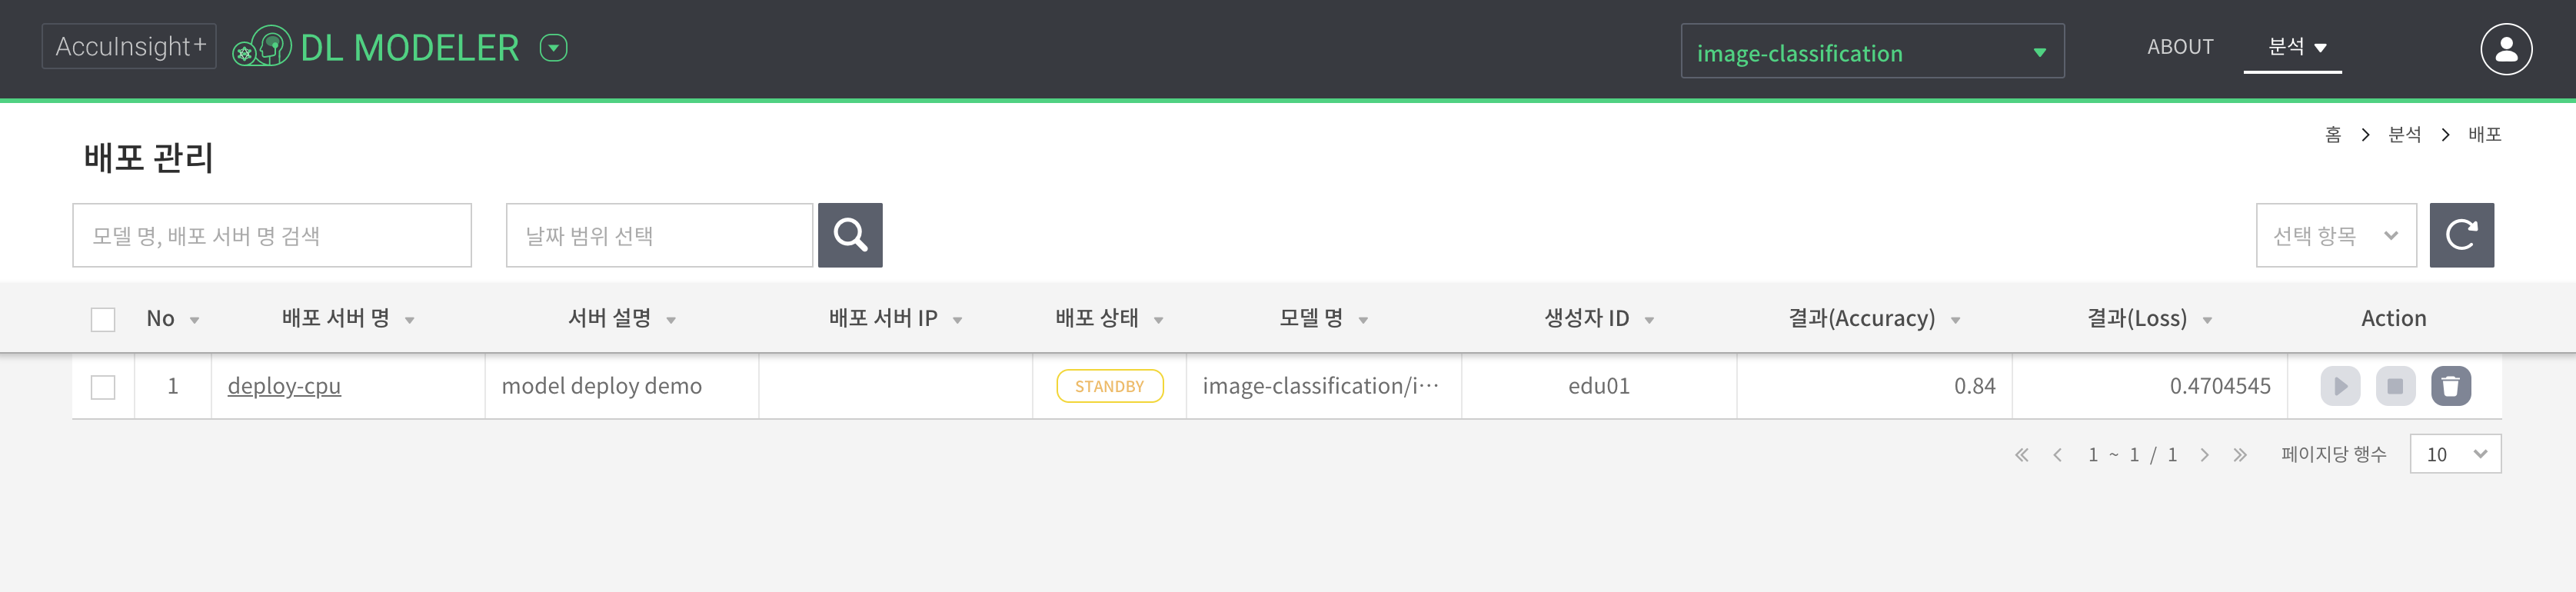 AccuInsight+ DL MODELER image-classification ABOUT 분석
홈 > 분석 > 배포
배포 관리
모델 명, 배포 서버 명 검색 날짜 범위 선택 선택 항목
No 배포 서버 명 서버 설명 배포 서버 IP 배포 상태 모델 명 생성자 ID 결과(Accuracy) 결과(Loss) Action
1 deploy-cpu model deploy demo STANDBY image-classification/i··· edu01 0.84 0.4704545
1 ~ 1 / 1 페이지당 행수 10